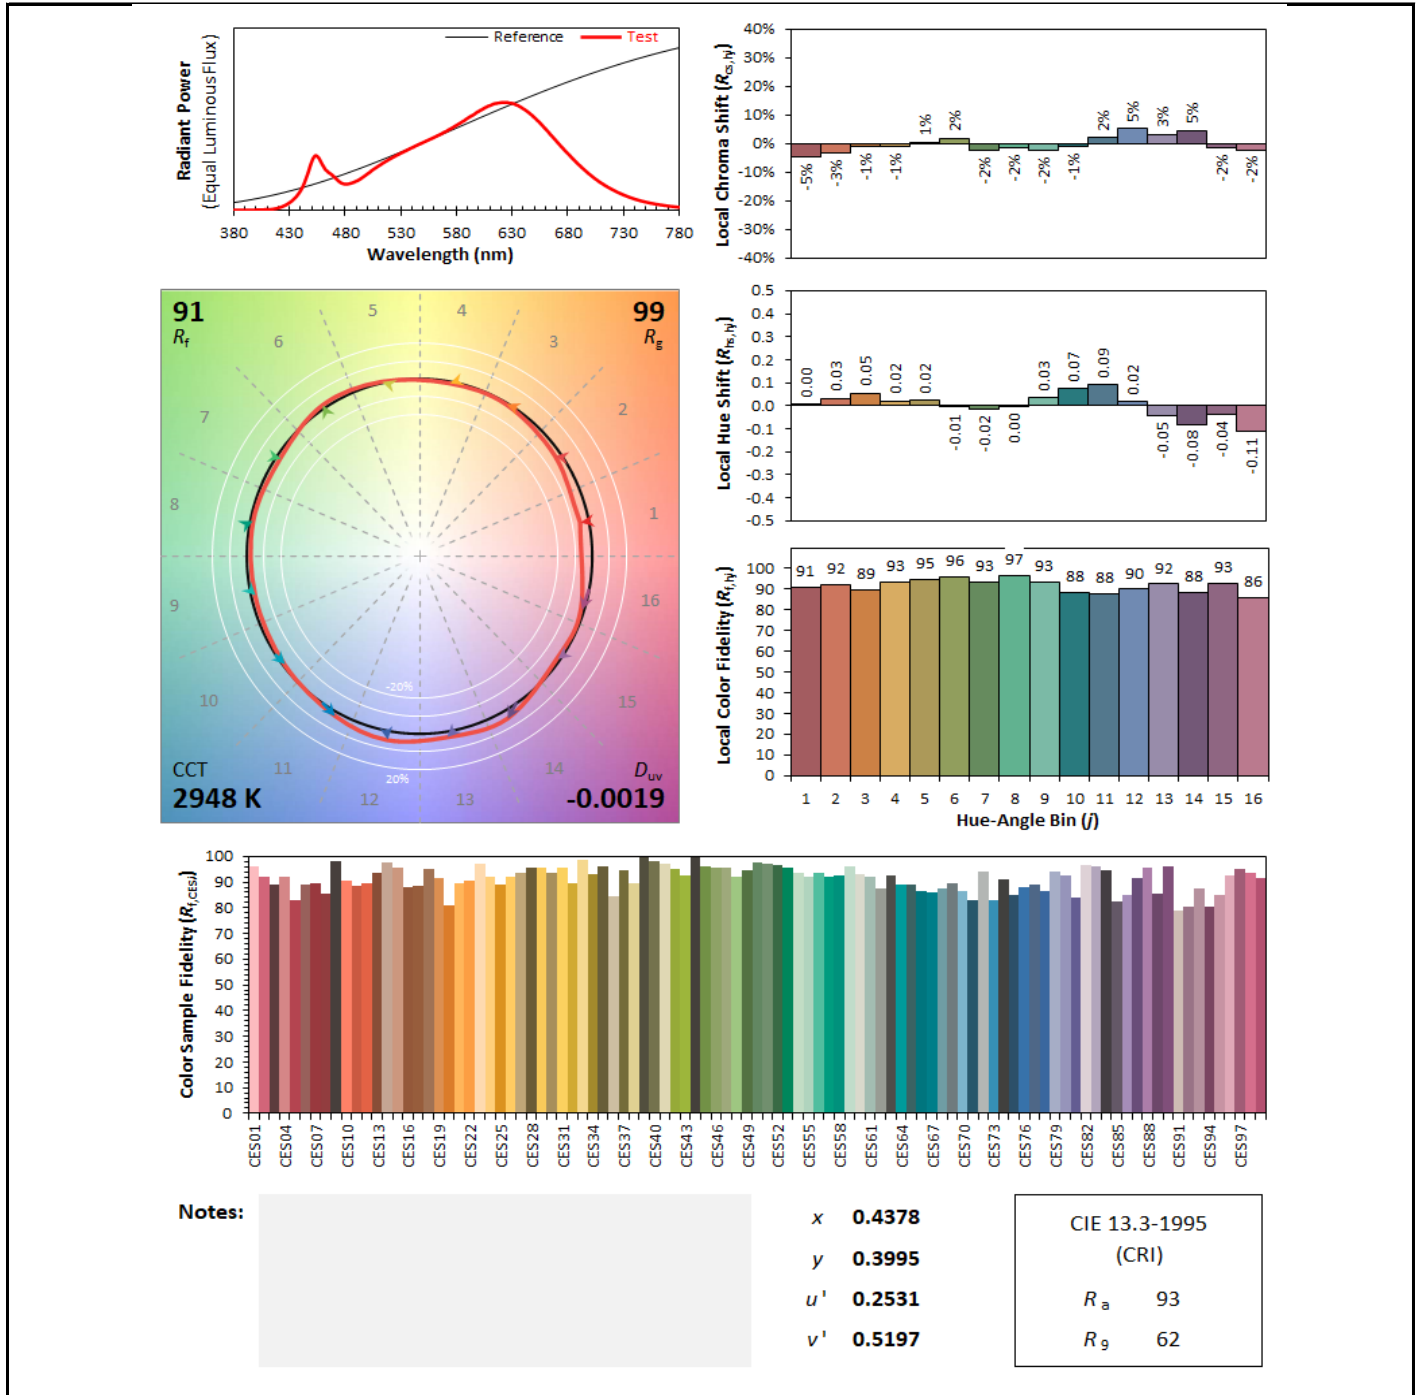 Radiant Power
(Equal Luminous Flux)
Reference
Test
380 430 480 530 580 630 680 730 780
Wavelength (nm)
Local Chroma Shift (Rcs,hj)
40%
30%
20%
10%
0%
-10%
-20%
-30%
-40%
-5% -3% -1% -1% 1% 2% -2% -2% -2% -1% 2% 5% 3% 5% -2% -2%
91
Rf
99
Rg
5 4
6 3
7 2
8 1
9 16
10 15
11 14
12 13
-20%
20%
CCT
2948 K
Duv
-0.0019
Local Hue Shift (Rhs,hj)
0.5
0.4
0.3
0.2
0.1
0.0
-0.1
-0.2
-0.3
-0.4
-0.5
0.00 0.03 0.05 0.02 0.02 -0.01 -0.02 0.00 0.03 0.07 0.09 0.02 -0.05 -0.08 -0.04 -0.11
Local Color Fidelity (Rf,hj)
100
90
80
70
60
50
40
30
20
10
0
91 92 89 93 95 96 93 97 93 88 88 90 92 88 93 86
1 2 3 4 5 6 7 8 9 10 11 12 13 14 15 16
Hue-Angle Bin (j)
Color Sample Fidelity (Rf,CESi)
100
90
80
70
60
50
40
30
20
10
0
CES01 CES04 CES07 CES10 CES13 CES16 CES19 CES22 CES25 CES28 CES31 CES34 CES37 CES40 CES43 CES46 CES49 CES52 CES55 CES58 CES61 CES64 CES67 CES70 CES73 CES76 CES79 CES82 CES85 CES88 CES91 CES94 CES97
Notes:
x 0.4378
y 0.3995
u' 0.2531
v' 0.5197
CIE 13.3-1995
(CRI)
Ra 93
R9 62